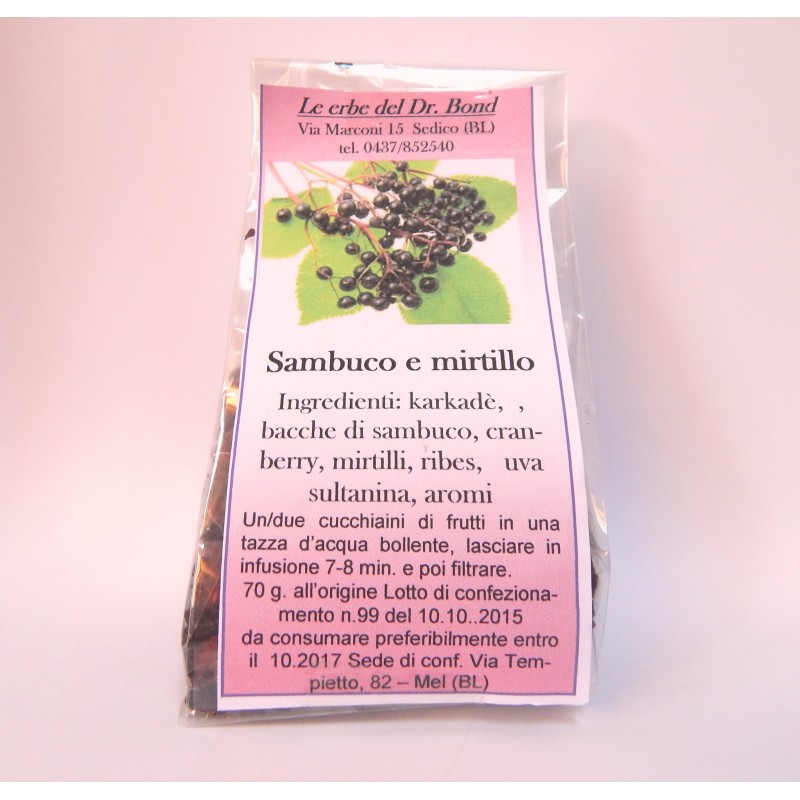 Le erbe del Dr. Bond
Via Marconi 15 Sedico (BL)
tel. 0437/852540
Sambuco e mirtillo
Ingredienti: karkadè, ,
bacche di sambuco, cran-
berry, mirtilli, ribes, uva
sultanina, aromi
Un/due cucchiaini di frutti in una
tazza d'acqua bollente, lasciare in
infusione 7-8 min. e poi filtrare.
70 g. all'origine Lotto di confeziona-
mento n.99 del 10.10..2015
da consumare preferibilmente entro
il 10.2017 Sede di conf. Via Tem-
pietto, 82 – Mel (BL)